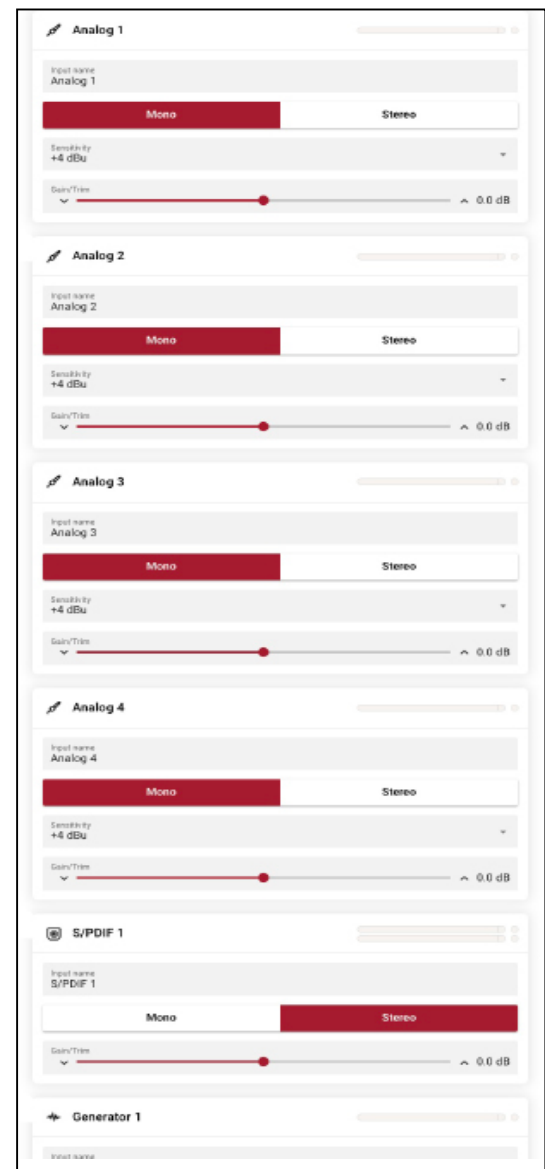 Analog 1
Input name
Analog 1
Mono Stereo
Sensitivity
+4 dBu
Gain/Trim
0.0 dB
Analog 2
Input name
Analog 2
Mono Stereo
Sensitivity
+4 dBu
Gain/Trim
0.0 dB
Analog 3
Input name
Analog 3
Mono Stereo
Sensitivity
+4 dBu
Gain/Trim
0.0 dB
Analog 4
Input name
Analog 4
Mono Stereo
Sensitivity
+4 dBu
Gain/Trim
0.0 dB
S/PDIF 1
Input name
S/PDIF 1
Mono Stereo
Gain/Trim
0.0 dB
Generator 1
Input name